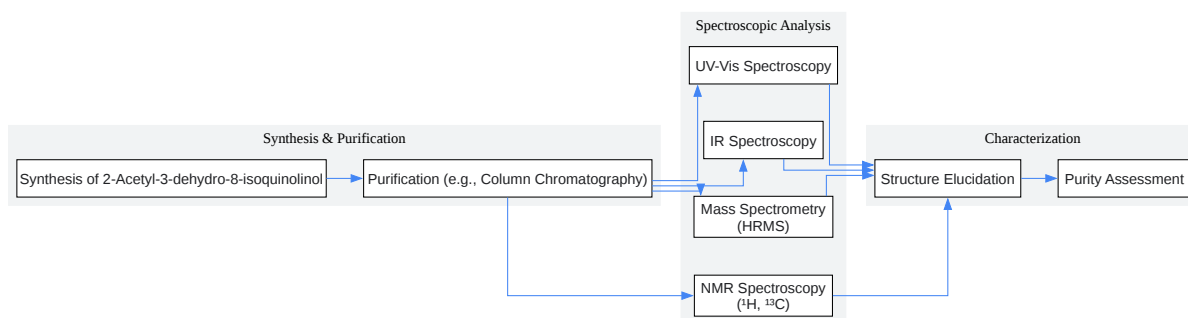 Synthesis & Purification
Synthesis of 2-Acetyl-3-dehydro-8-isoquinolinol
Purification (e.g., Column Chromatography)
Spectroscopic Analysis
UV-Vis Spectroscopy
IR Spectroscopy
Mass Spectrometry
(HRMS)
NMR Spectroscopy
(¹H, ¹³C)
Characterization
Structure Elucidation
Purity Assessment